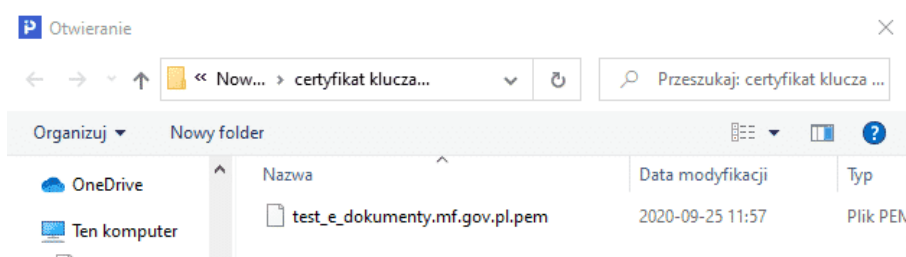 Otwieranie
« Now... › certyfikat klucza...
Przeszukaj: certyfikat klucza ...
Organizuj
Nowy folder
OneDrive
Ten komputer
Nazwa
Data modyfikacji
Typ
test_e_dokumenty.mf.gov.pl.pem
2020-09-25 11:57
Plik PEN